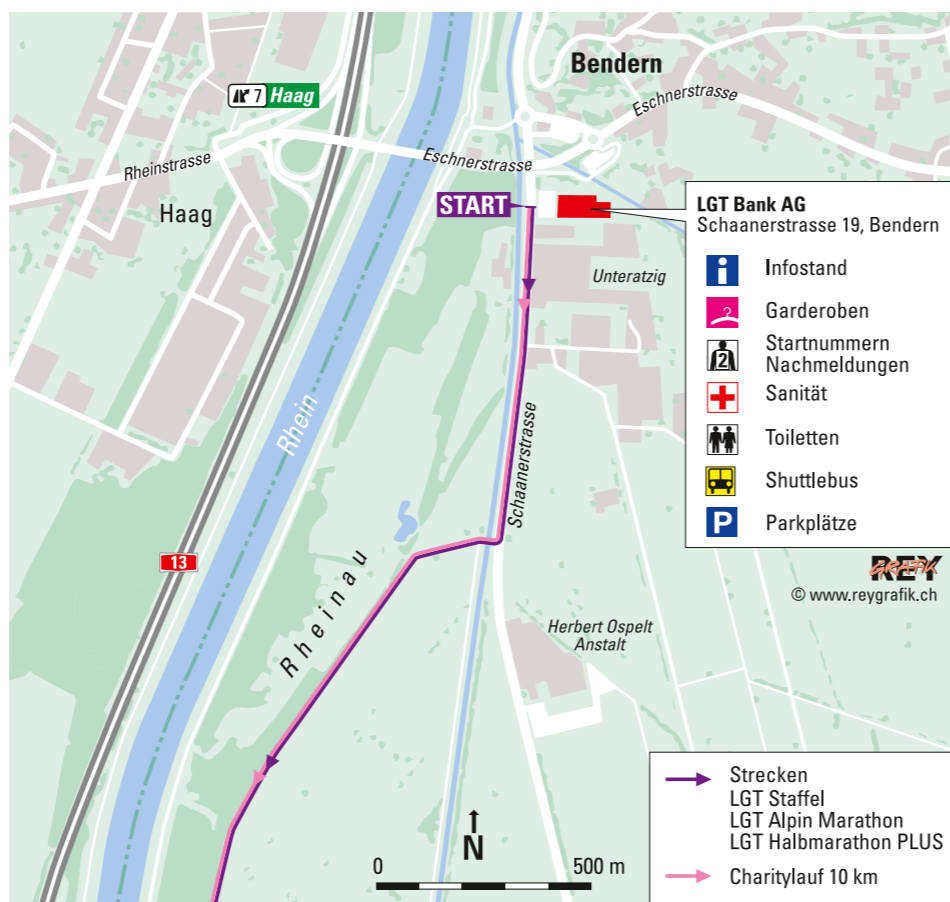 Bendern
7 Haag
Eschnerstrasse
Rheinstrasse
Eschnerstrasse
START
Haag
LGT Bank AG
Schaanerstrasse 19, Bendern
Infostand
Garderoben
2
Startnummern
Nachmeldungen
Sanität
Toiletten
Shuttlebus
P
Parkplätze
Unteratzig
Rhein
Schaanerstrasse
13
Rheinau
REY
GRAFIK
© www.reygrafik.ch
Herbert Ospelt
Anstalt
Strecken
LGT Staffel
LGT Alpin Marathon
LGT Halbmarathon PLUS
Charitylauf 10 km
N
0 500 m